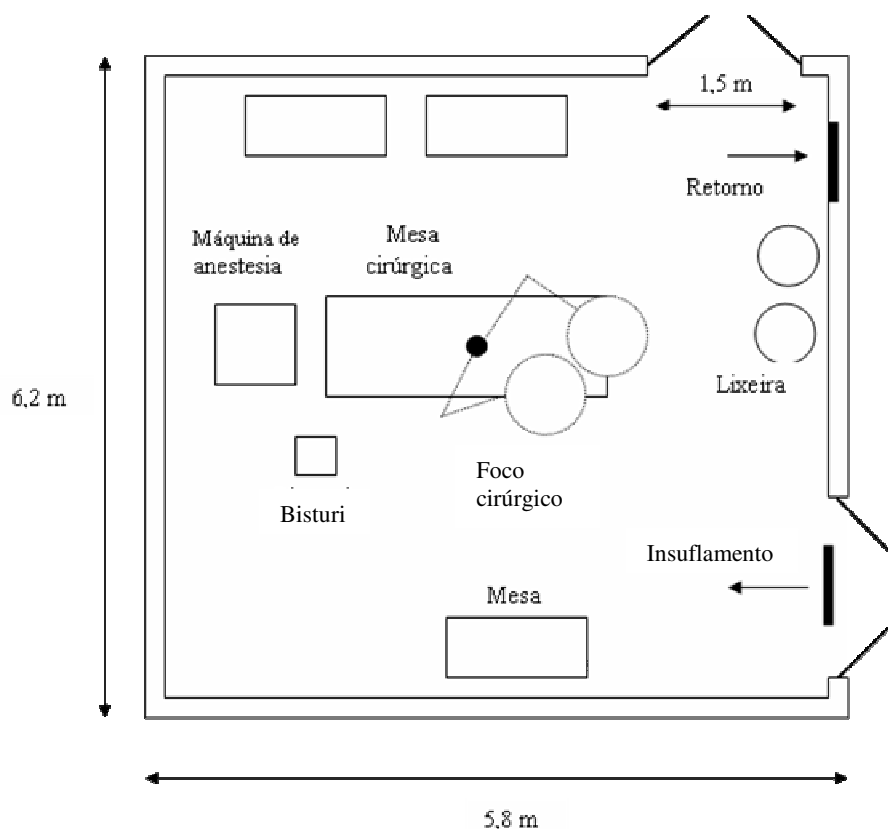 1,5 m
Retorno
Máquina de
anestesia
Mesa
cirúrgica
6,2 m
Lixeira
Foco
cirúrgico
Bisturi
Insuflamento
Mesa
5,8 m